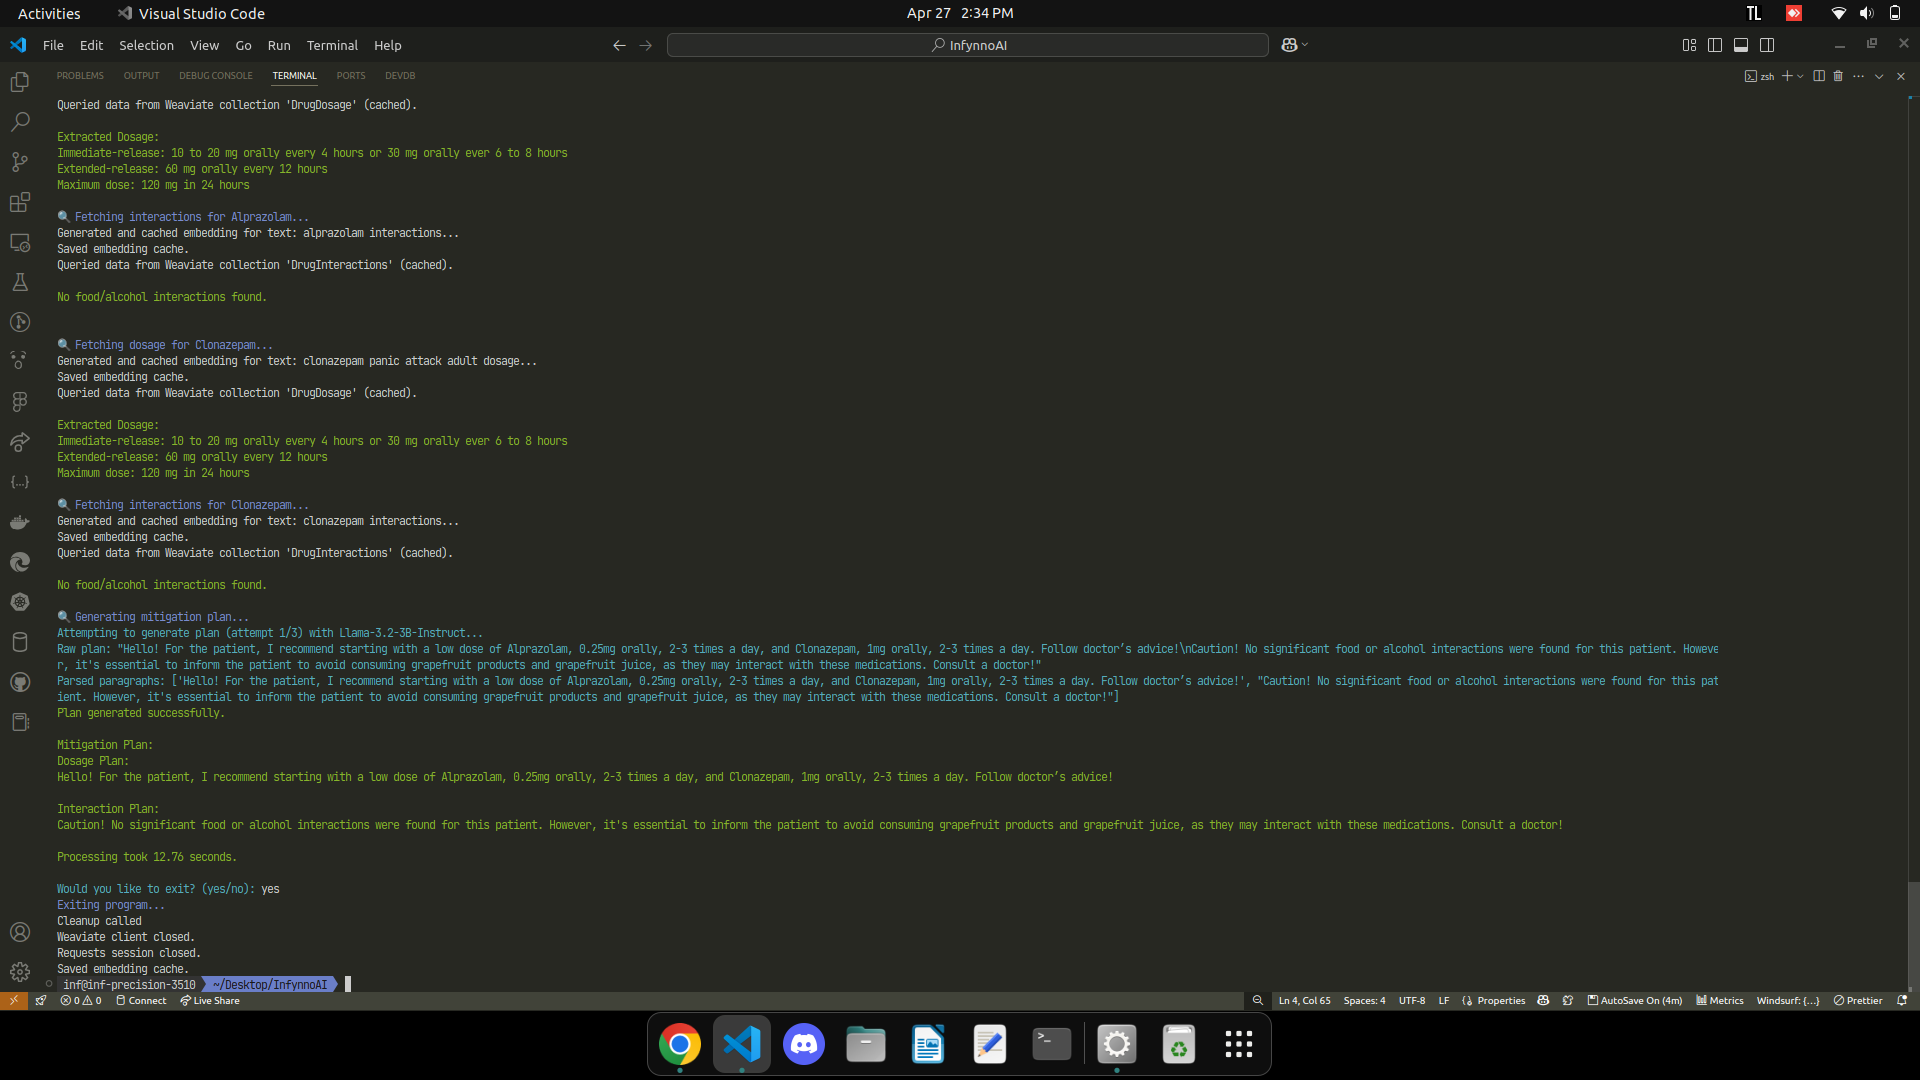 Activities
Visual Studio Code
Apr 27 2:34 PM
TL
File Edit Selection View Go Run Terminal Help
InfynnoAI
PROBLEMS OUTPUT DEBUG CONSOLE TERMINAL PORTS DEVDB
zsh
Queried data from Weaviate collection 'DrugDosage' (cached).
Extracted Dosage:
Immediate-release: 10 to 20 mg orally every 4 hours or 30 mg orally ever 6 to 8 hours
Extended-release: 60 mg orally every 12 hours
Maximum dose: 120 mg in 24 hours
Fetching interactions for Alprazolam...
Generated and cached embedding for text: alprazolam interactions...
Saved embedding cache.
Queried data from Weaviate collection 'DrugInteractions' (cached).
No food/alcohol interactions found.
Fetching dosage for Clonazepam...
Generated and cached embedding for text: clonazepam panic attack adult dosage...
Saved embedding cache.
Queried data from Weaviate collection 'DrugDosage' (cached).
Extracted Dosage:
Immediate-release: 10 to 20 mg orally every 4 hours or 30 mg orally ever 6 to 8 hours
Extended-release: 60 mg orally every 12 hours
Maximum dose: 120 mg in 24 hours
Fetching interactions for Clonazepam...
Generated and cached embedding for text: clonazepam interactions...
Saved embedding cache.
Queried data from Weaviate collection 'DrugInteractions' (cached).
No food/alcohol interactions found.
Generating mitigation plan...
Attempting to generate plan (attempt 1/3) with Llama-3.2-3B-Instruct...
Raw plan: "Hello! For the patient, I recommend starting with a low dose of Alprazolam, 0.25mg orally, 2-3 times a day, and Clonazepam, 1mg orally, 2-3 times a day. Follow doctor’s advice!\nCaution! No significant food or alcohol interactions were found for this patient. Howeve
r, it's essential to inform the patient to avoid consuming grapefruit products and grapefruit juice, as they may interact with these medications. Consult a doctor!"
Parsed paragraphs: ['Hello! For the patient, I recommend starting with a low dose of Alprazolam, 0.25mg orally, 2-3 times a day, and Clonazepam, 1mg orally, 2-3 times a day. Follow doctor’s advice!', "Caution! No significant food or alcohol interactions were found for this pat
ient. However, it's essential to inform the patient to avoid consuming grapefruit products and grapefruit juice, as they may interact with these medications. Consult a doctor!"]
Plan generated successfully.
Mitigation Plan:
Dosage Plan:
Hello! For the patient, I recommend starting with a low dose of Alprazolam, 0.25mg orally, 2-3 times a day, and Clonazepam, 1mg orally, 2-3 times a day. Follow doctor’s advice!
Interaction Plan:
Caution! No significant food or alcohol interactions were found for this patient. However, it's essential to inform the patient to avoid consuming grapefruit products and grapefruit juice, as they may interact with these medications. Consult a doctor!
Processing took 12.76 seconds.
Would you like to exit? (yes/no): yes
Exiting program...
Cleanup called
Weaviate client closed.
Requests session closed.
Saved embedding cache.
inf@inf-precision-3510 ~/Desktop/InfynnoAI
0 0 Connect Live Share
Ln 4, Col 65 Spaces: 4 UTF-8 LF Properties AutoSave On (4m) Metrics Windsurf: {...} Prettier